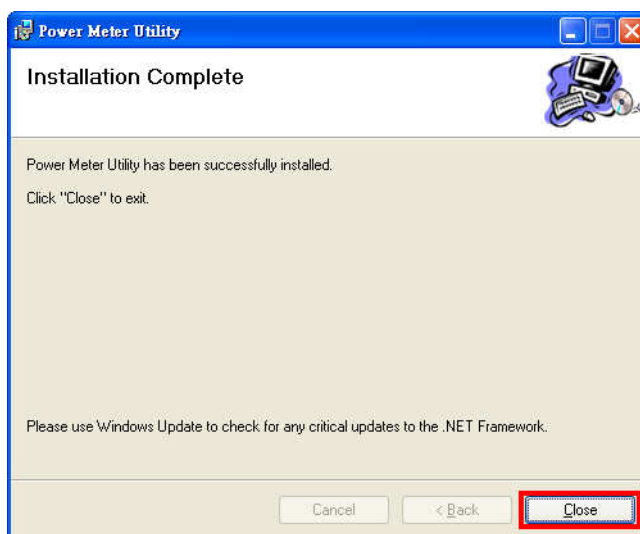 Power Meter Utility
Installation Complete
Power Meter Utility has been successfully installed.
Click "Close" to exit.
Please use Windows Update to check for any critical updates to the .NET Framework.
Cancel
< Back
Close